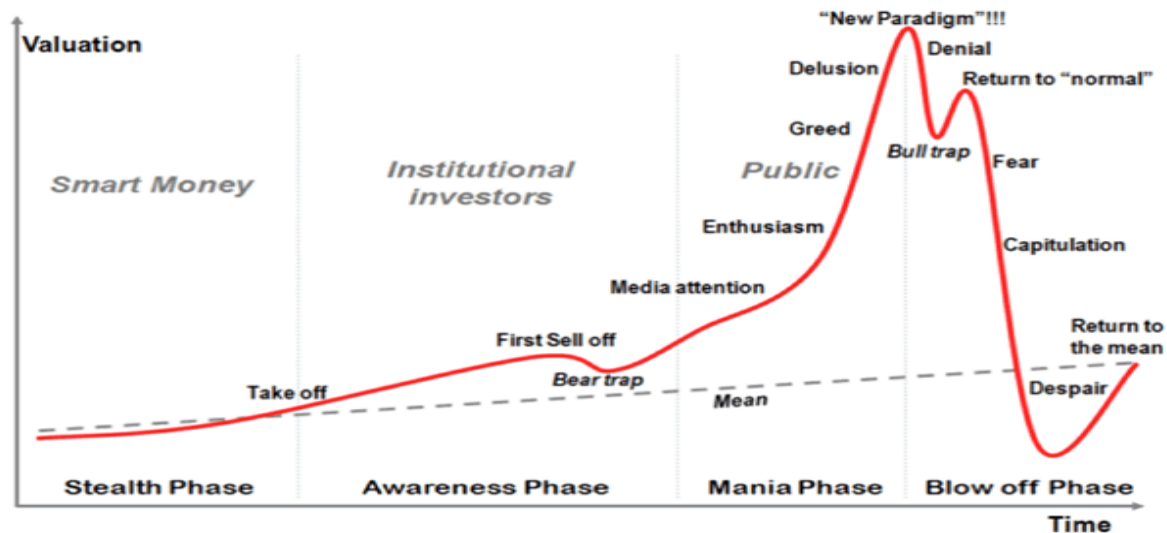 “New Paradigm”!!!
Valuation
Denial
Delusion
Return to “normal”
Greed
Bull trap
Fear
Smart Money
Institutional
investors
Public
Enthusiasm
Capitulation
Media attention
First Sell off
Return to
the mean
Bear trap
Take off
Despair
Mean
Stealth Phase
Awareness Phase
Mania Phase
Blow off Phase
Time